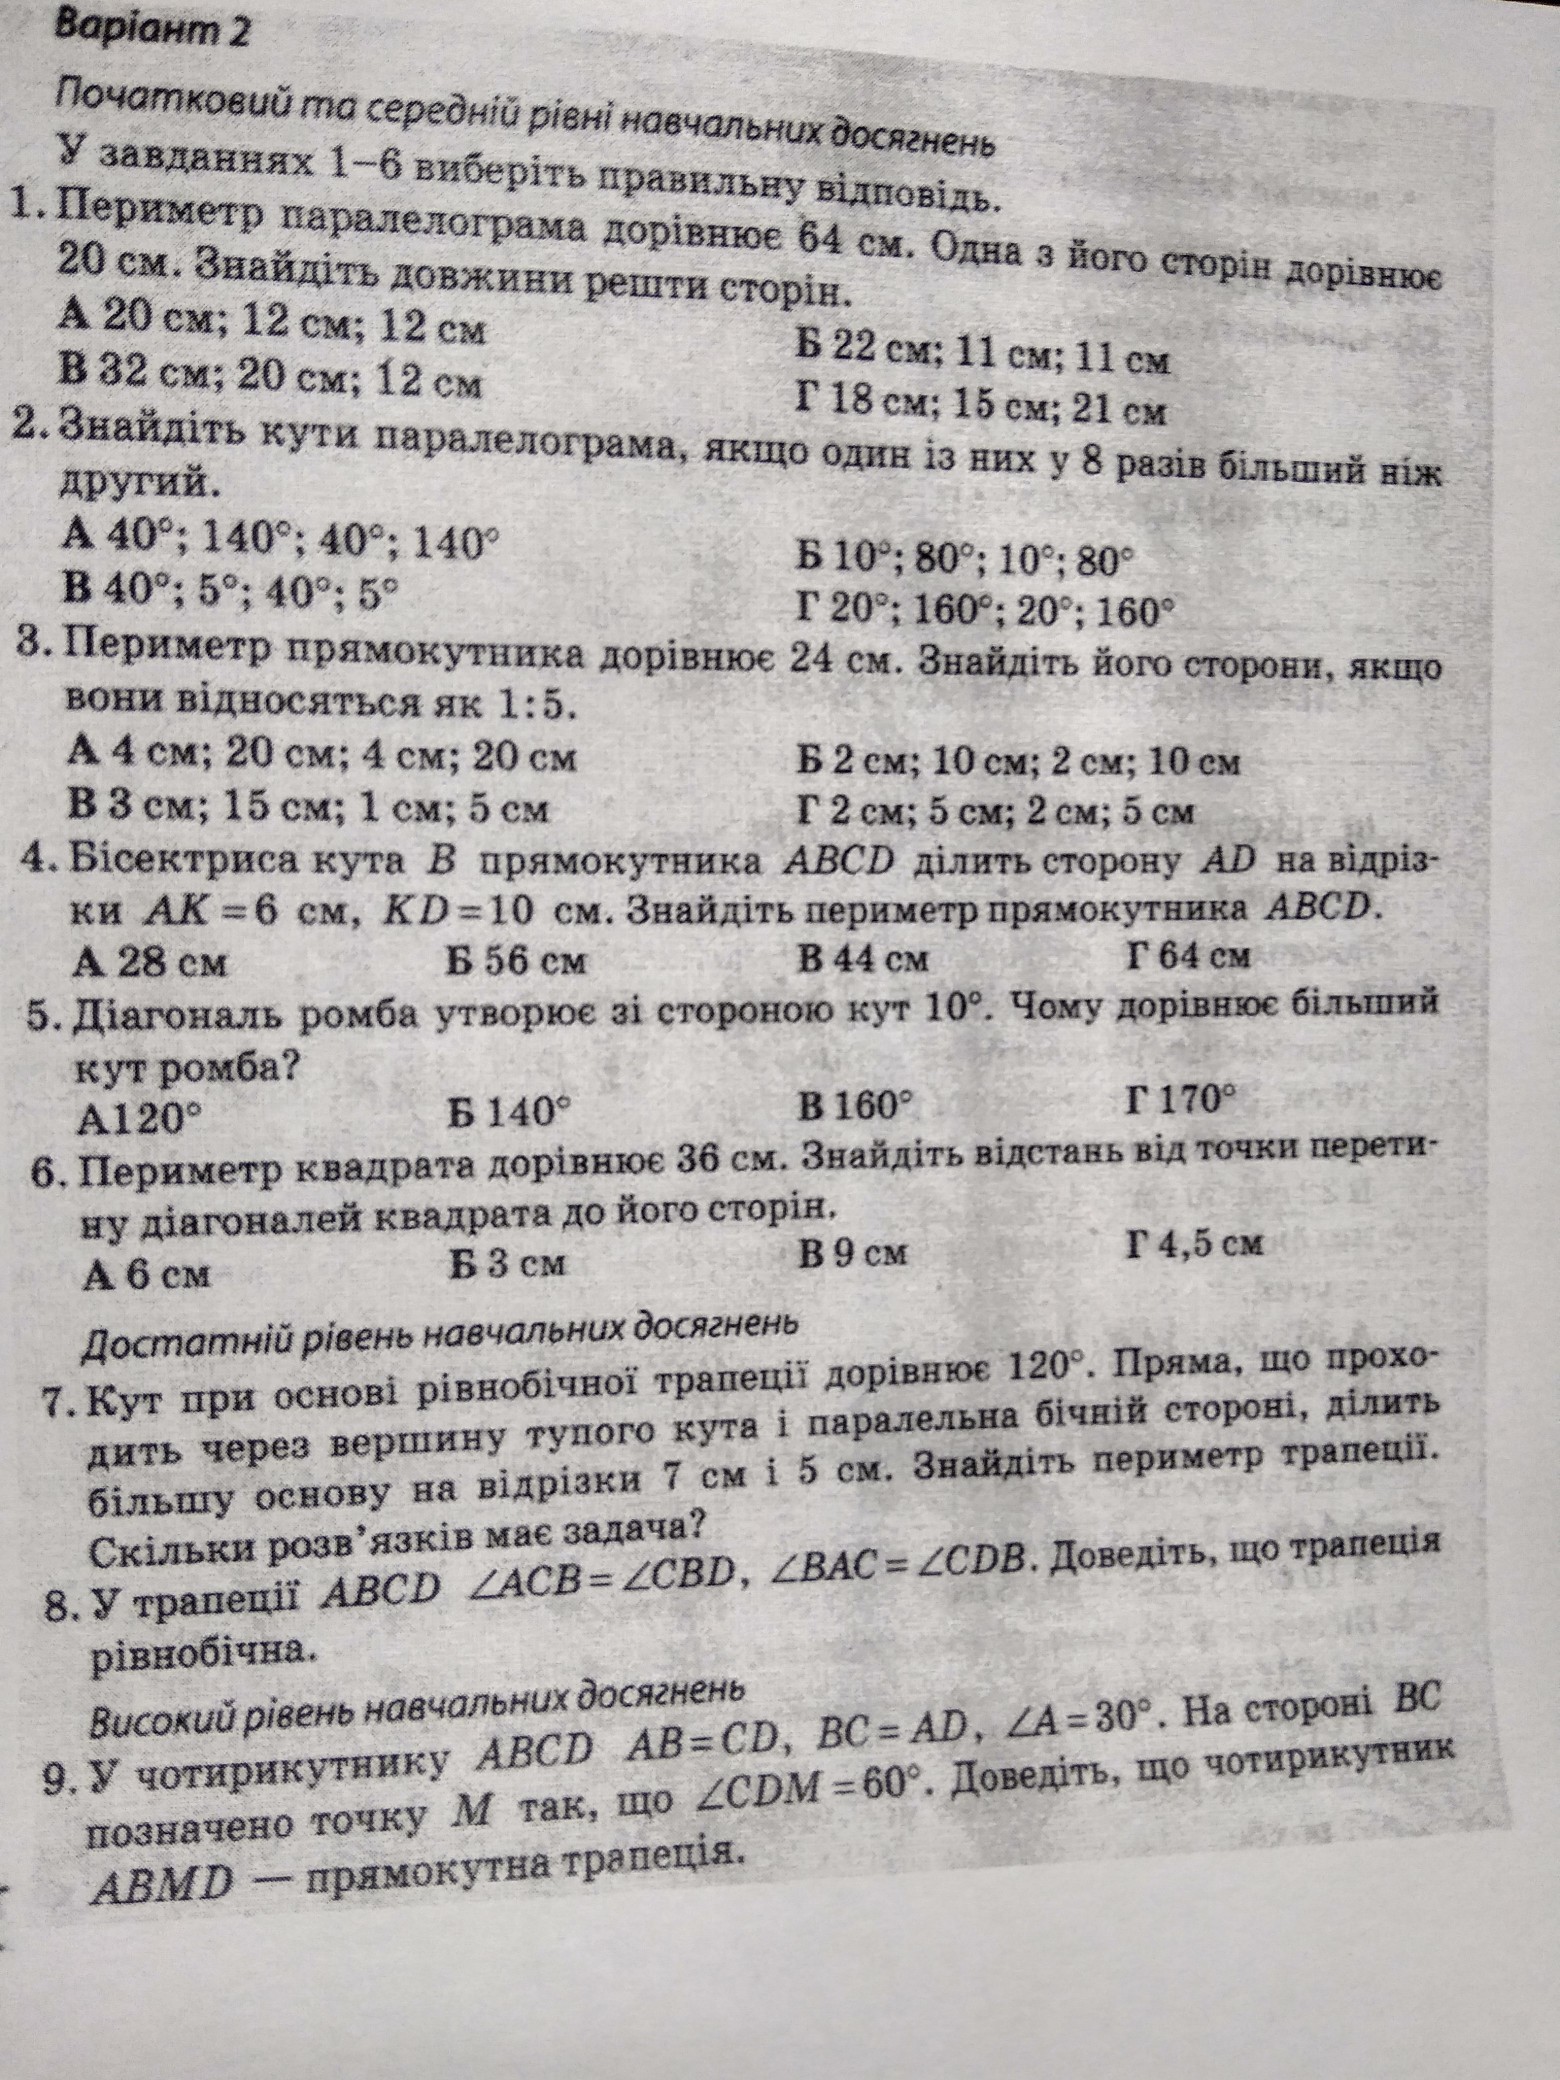 Варіант 2
Початковий та середній рівні навчальних досягнень
У завданнях 1–6 виберіть правильну відповідь.
1. Периметр паралелограма дорівнює 64 см. Одна з його сторін дорівнює
20 см. Знайдіть довжини решти сторін.
А 20 см; 12 см; 12 см Б 22 см; 11 см; 11 см
В 32 см; 20 см; 12 см Г 18 см; 15 см; 21 см
2. Знайдіть кути паралелограма, якщо один із них у 8 разів більший ніж
другий.
А 40°; 140°; 40°; 140° Б 10°; 80°; 10°; 80°
В 40°; 5°; 40°; 5° Г 20°; 160°; 20°; 160°
3. Периметр прямокутника дорівнює 24 см. Знайдіть його сторони, якщо
вони відносяться як 1:5.
А 4 см; 20 см; 4 см; 20 см Б 2 см; 10 см; 2 см; 10 см
В 3 см; 15 см; 1 см; 5 см Г 2 см; 5 см; 2 см; 5 см
4. Бісектриса кута B прямокутника ABCD ділить сторону AD на відріз-
ки AK = 6 см, KD = 10 см. Знайдіть периметр прямокутника ABCD.
А 28 см Б 56 см В 44 см Г 64 см
5. Діагональ ромба утворює зі стороною кут 10°. Чому дорівнює більший
кут ромба?
А 120° Б 140° В 160° Г 170°
6. Периметр квадрата дорівнює 36 см. Знайдіть відстань від точки перети-
ну діагоналей квадрата до його сторін.
А 6 см Б 3 см В 9 см Г 4,5 см
Достатній рівень навчальних досягнень
7. Кут при основі рівнобічної трапеції дорівнює 120°. Пряма, що прохо-
дить через вершину тупого кута і паралельна бічній стороні, ділить
більшу основу на відрізки 7 см і 5 см. Знайдіть периметр трапеції.
Скільки розв’язків має задача?
8. У трапеції ABCD ∠ACB = ∠CBD, ∠BAC = ∠CDB. Доведіть, що трапеція
рівнобічна.
Високий рівень навчальних досягнень
9. У чотирикутнику ABCD AB = CD, BC = AD, ∠A = 30°. На стороні BC
позначено точку M так, що ∠CDM = 60°. Доведіть, що чотирикутник
ABMD — прямокутна трапеція.